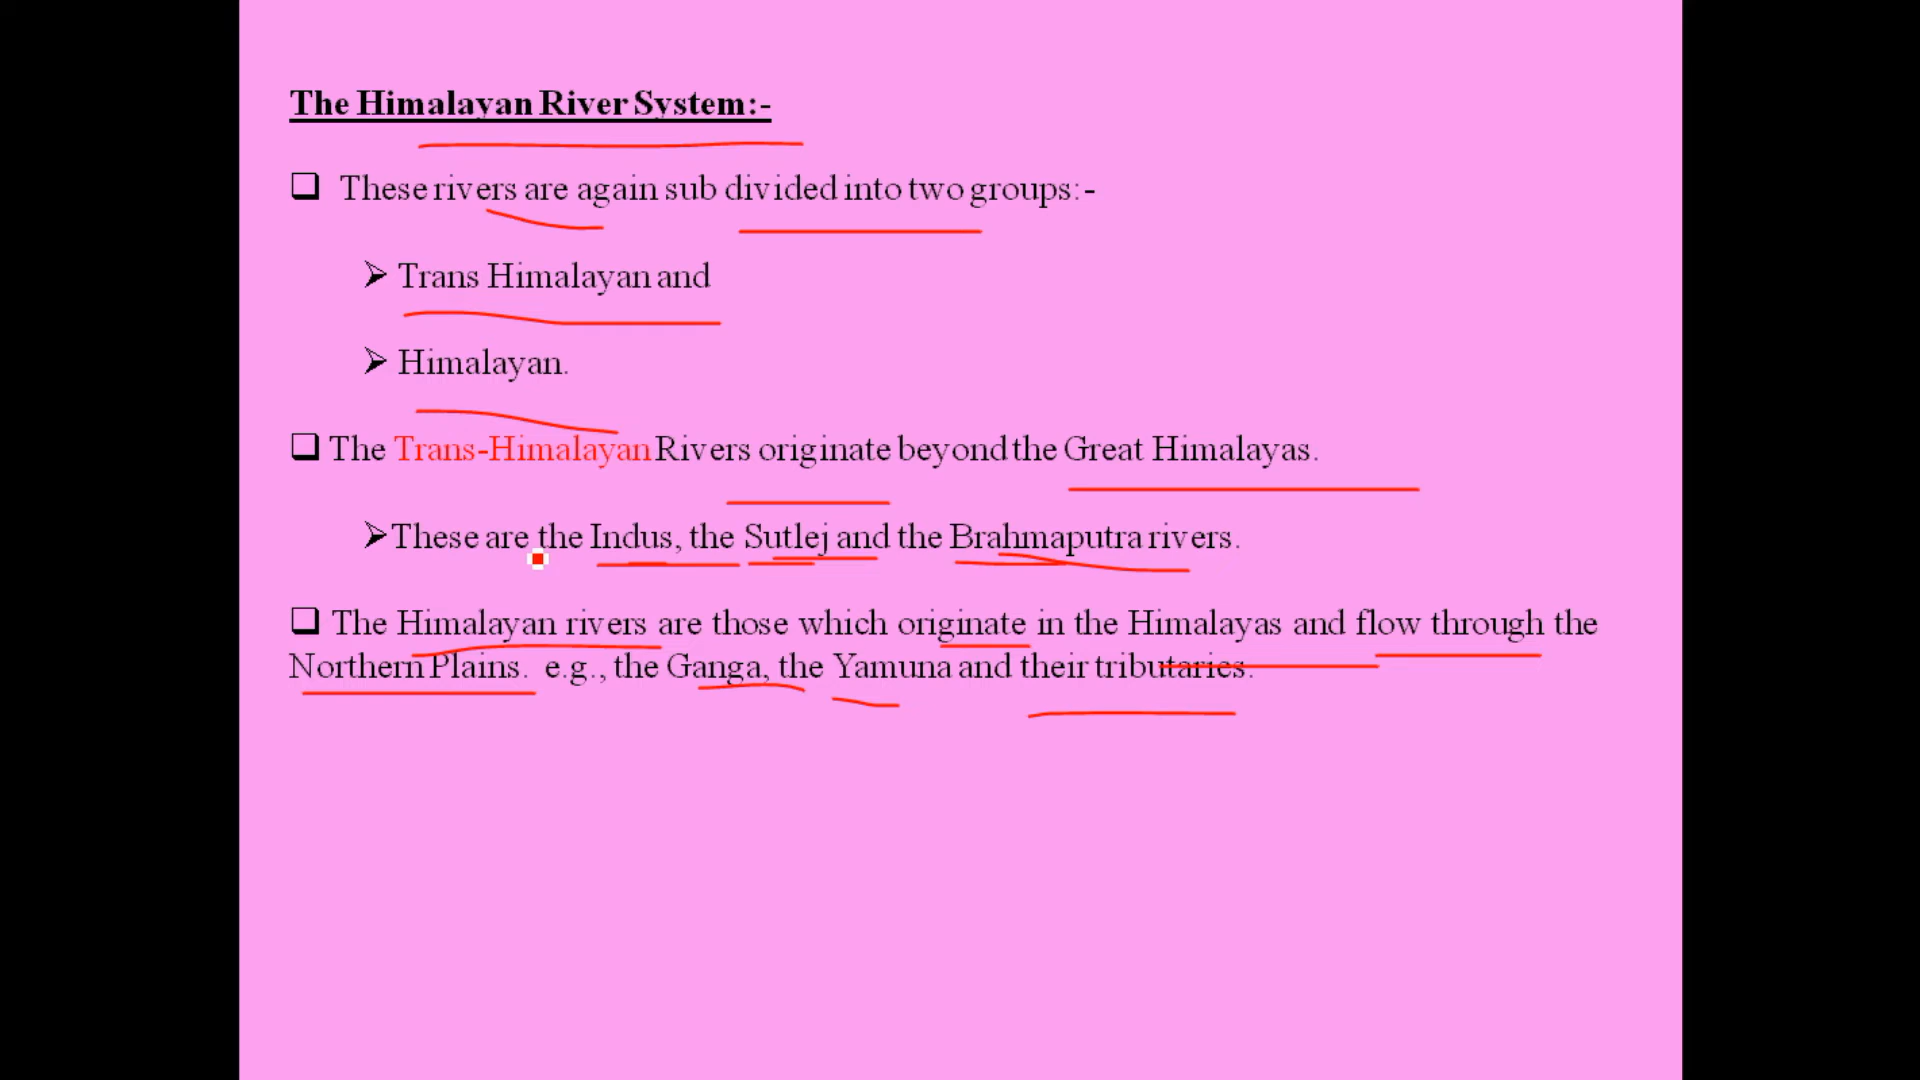 The Himalayan River System:-
❑ These rivers are again sub divided into two groups:-
➢ Trans Himalayan and
➢ Himalayan.
❑ The Trans-Himalayan Rivers originate beyond the Great Himalayas.
➢ These are the Indus, the Sutlej and the Brahmaputra rivers.
❑ The Himalayan rivers are those which originate in the Himalayas and flow through the
Northern Plains. e.g., the Ganga, the Yamuna and their tributaries.